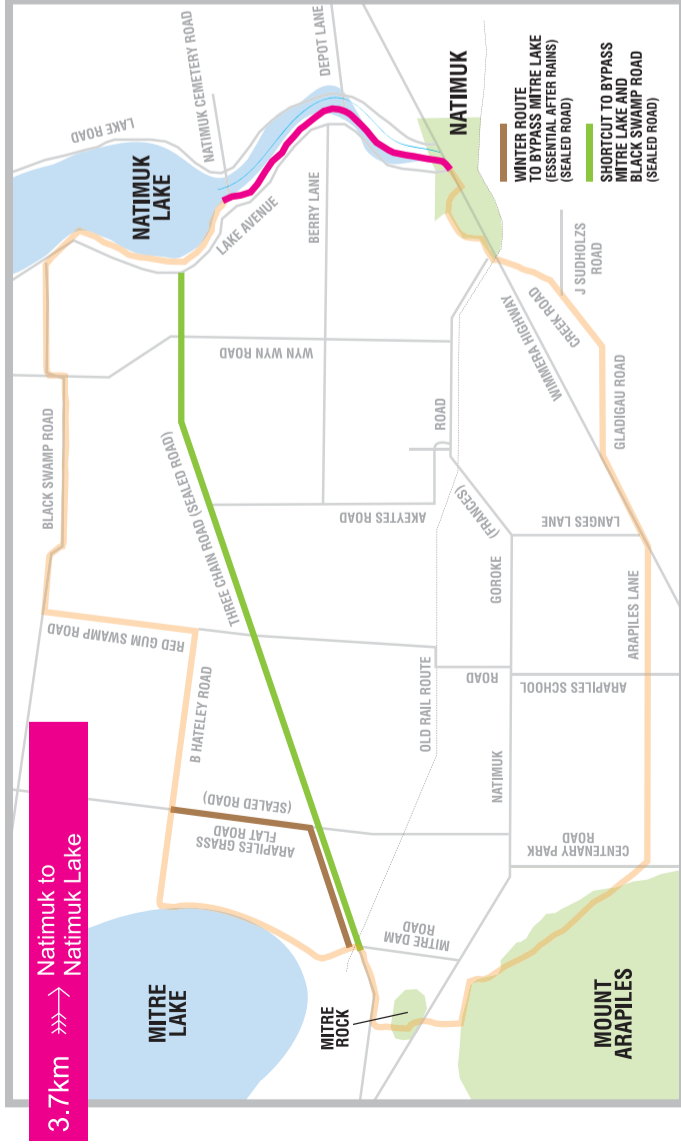 3.7km
Natimuk to
Natimuk Lake
LAKE ROAD
NATIMUK
LAKE
NATIMUK CEMETERY ROAD
DEPOT LANE
LAKE AVENUE
BERRY LANE
NATIMUK
WINTER ROUTE
TO BYPASS MITRE LAKE
(ESSENTIAL AFTER RAINS)
(SEALED ROAD)
SHORTCUT TO BYPASS
MITRE LAKE AND
BLACK SWAMP ROAD
(SEALED ROAD)
J SUDHOLZS
ROAD
CREEK ROAD
WIMMERA HIGHWAY
GLADIGAU ROAD
WYN WYN ROAD
BLACK SWAMP ROAD
THREE CHAIN ROAD (SEALED ROAD)
ROAD
AKEYTES ROAD
(FRANCES)
LANGES LANE
GOROKE
ARAPILES LANE
RED GUM SWAMP ROAD
B HATELEY ROAD
OLD RAIL ROUTE
ROAD
ARAPILES SCHOOL
NATIMUK
(SEALED ROAD)
ARAPILES GRASS
FLAT ROAD
CENTENARY PARK
ROAD
MITRE DAM
ROAD
MITRE
LAKE
MITRE
ROCK
MOUNT
ARAPILES